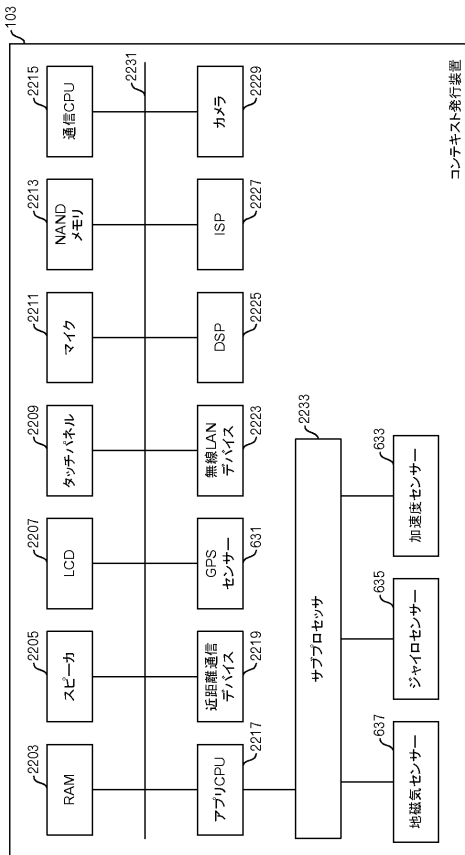 103
2203
RAM
2205
スピーカ
2207
LCD
2209
タッチパネル
2211
マイク
2213
NAND
メモリ
2215
通信CPU
2231
2217
アプリCPU
2219
近距離通信
デバイス
631
GPS
センサー
2223
無線LAN
デバイス
2225
DSP
2227
ISP
2229
カメラ
2233
サブプロセッサ
637
地磁気センサー
635
ジャイロセンサー
633
加速度センサー
コンテキスト発行装置